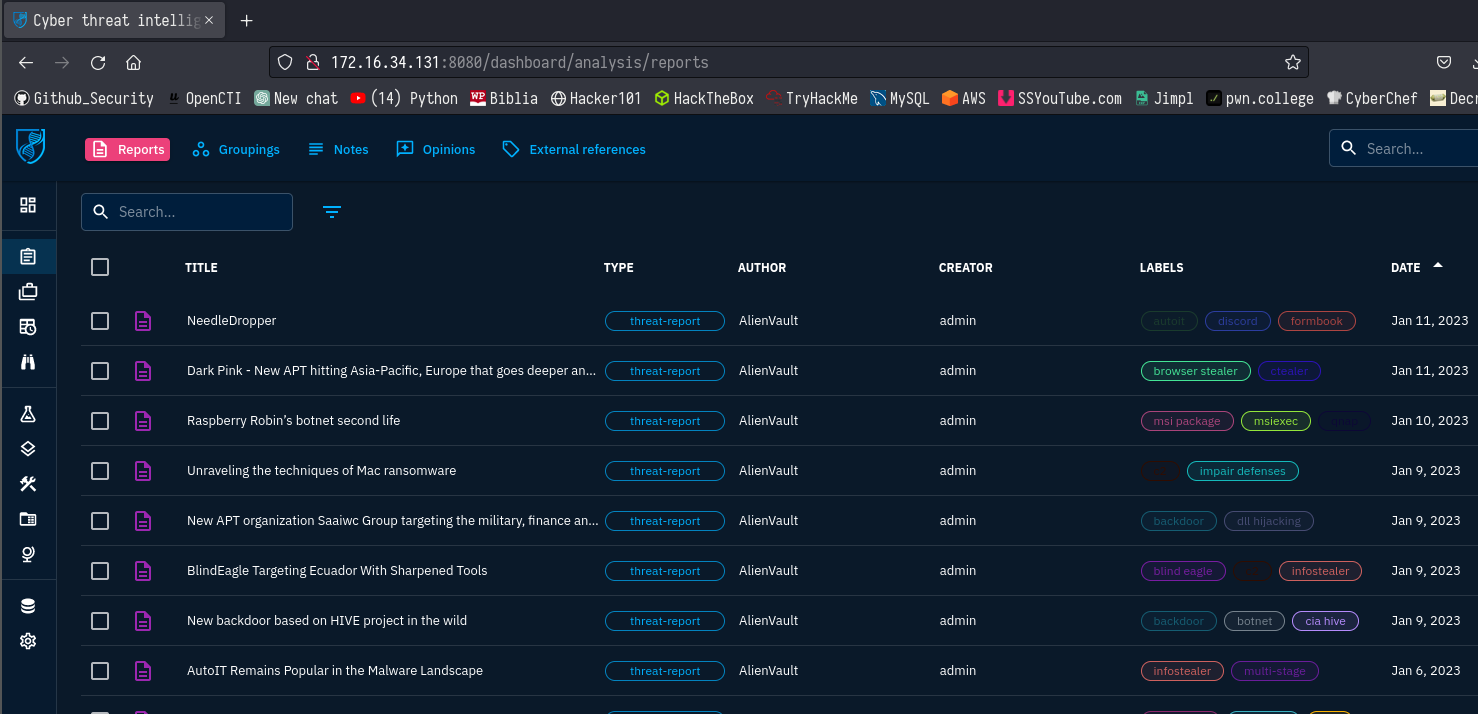 Cyber threat intellig
172.16.34.131:8080/dashboard/analysis/reports
Github_Security OpenCTI New chat (14) Python Biblia Hacker101 HackTheBox TryHackMe MySQL AWS SSYouTube.com Jimpl pwn.college CyberChef Decr
Reports Groupings Notes Opinions External references Search...
Search...
TITLE TYPE AUTHOR CREATOR LABELS DATE
NeedleDropper threat-report AlienVault admin autoit discord formbook Jan 11, 2023
Dark Pink - New APT hitting Asia-Pacific, Europe that goes deeper an... threat-report AlienVault admin browser stealer ctealer Jan 11, 2023
Raspberry Robin’s botnet second life threat-report AlienVault admin msi package msiexec Jan 10, 2023
Unraveling the techniques of Mac ransomware threat-report AlienVault admin impair defenses Jan 9, 2023
New APT organization Saaiwc Group targeting the military, finance an... threat-report AlienVault admin backdoor dll hijacking Jan 9, 2023
BlindEagle Targeting Ecuador With Sharpened Tools threat-report AlienVault admin blind eagle infostealer Jan 9, 2023
New backdoor based on HIVE project in the wild threat-report AlienVault admin backdoor botnet cia hive Jan 9, 2023
AutoIT Remains Popular in the Malware Landscape threat-report AlienVault admin infostealer multi-stage Jan 6, 2023